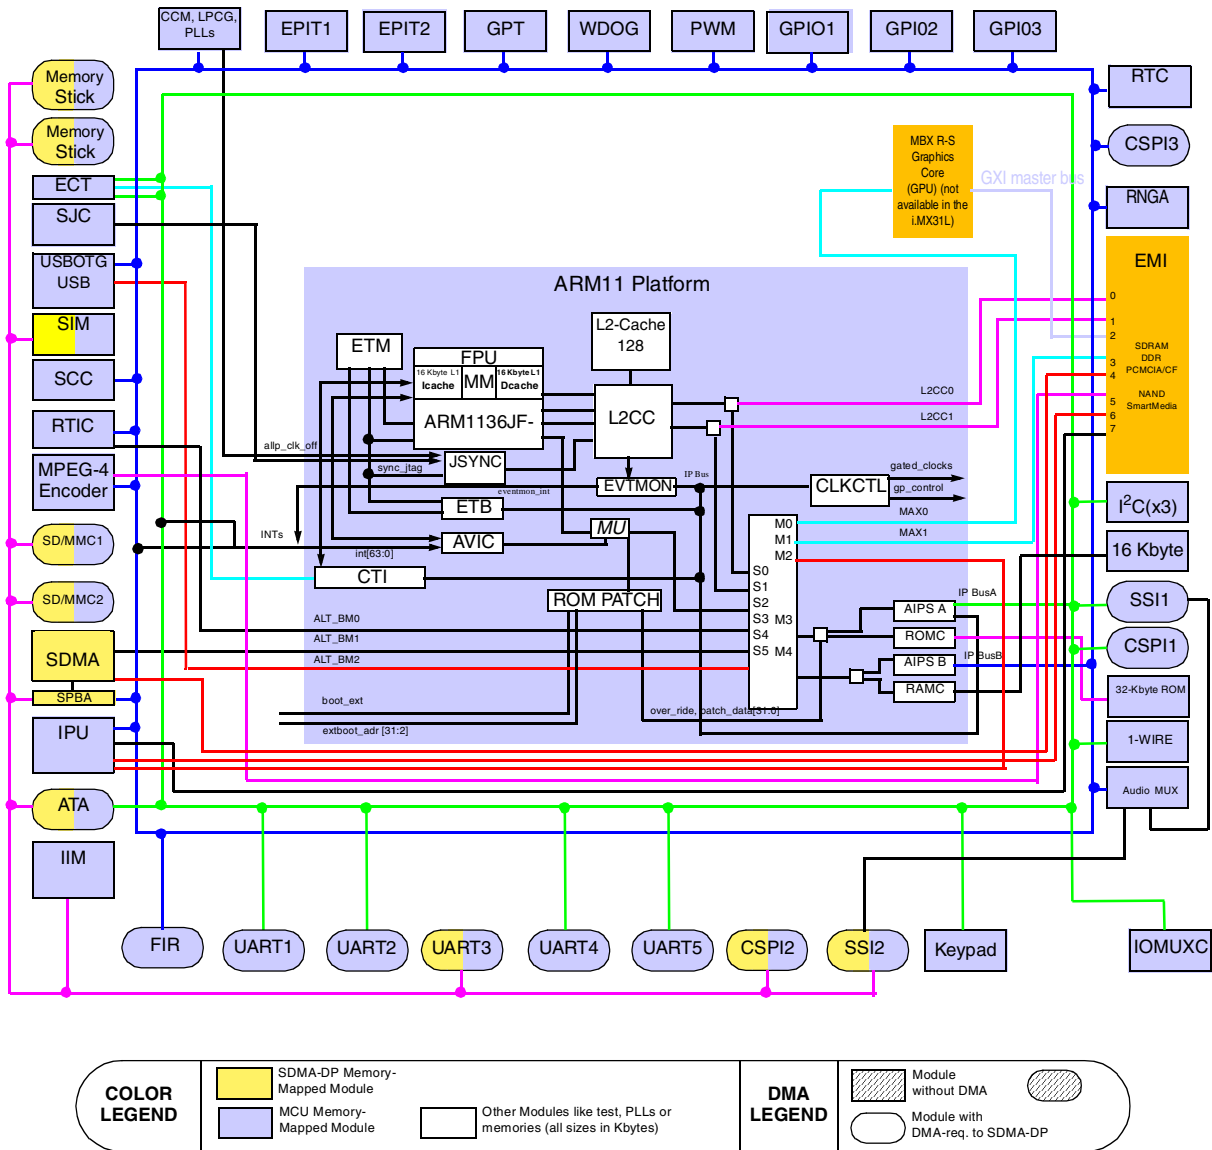 CCM, LPCG,
PLLs
EPIT1
EPIT2
GPT
WDOG
PWM
GPIO1
GPI02
GPI03
Memory
Stick
Memory
Stick
ECT
SJC
USBOTG
USB
SIM
SCC
RTIC
MPEG-4
Encoder
SD/MMC1
SD/MMC2
SDMA
SPBA
IPU
ATA
IIM
RTC
CSPI3
RNGA
MBX R-S
Graphics
Core
(GPU) (not
available in the
i.MX31L)
GXI master bus
EMI
0
1
2
3
4
5
6
7
SDRAM
DDR
PCMCIA/CF
NAND
SmartMedia
ARM11 Platform
L2-Cache
128
ETM
FPU
16 Kbyte L1
Icache
MM
16 Kbyte L1
Dcache
ARM1136JF-
L2CC
L2CC0
L2CC1
allp_clk_off
sync_jtag
JSYNC
IP Bus
gated_clocks
gp_control
eventmon_int
EVTMON
CLKCTL
ETB
MU
INTs
AVIC
int[63:0]
CTI
ROM PATCH
M0
M1
M2
MAX0
MAX1
S0
S1
S2
S3
S4
S5
M3
M4
ALT_BM0
ALT_BM1
ALT_BM2
AIPS A
ROMC
AIPS B
RAMC
IP BusA
IP BusB
boot_ext
extboot_adr [31:2]
over_ride, patch_data[31:0]
I2C(x3)
16 Kbyte
SSI1
CSPI1
32-Kbyte ROM
1-WIRE
Audio MUX
FIR
UART1
UART2
UART3
UART4
UART5
CSPI2
SSI2
Keypad
IOMUXC
COLOR
LEGEND
SDMA-DP Memory-
Mapped Module
MCU Memory-
Mapped Module
Other Modules like test, PLLs or
memories (all sizes in Kbytes)
DMA
LEGEND
Module
without DMA
Module with
DMA-req. to SDMA-DP